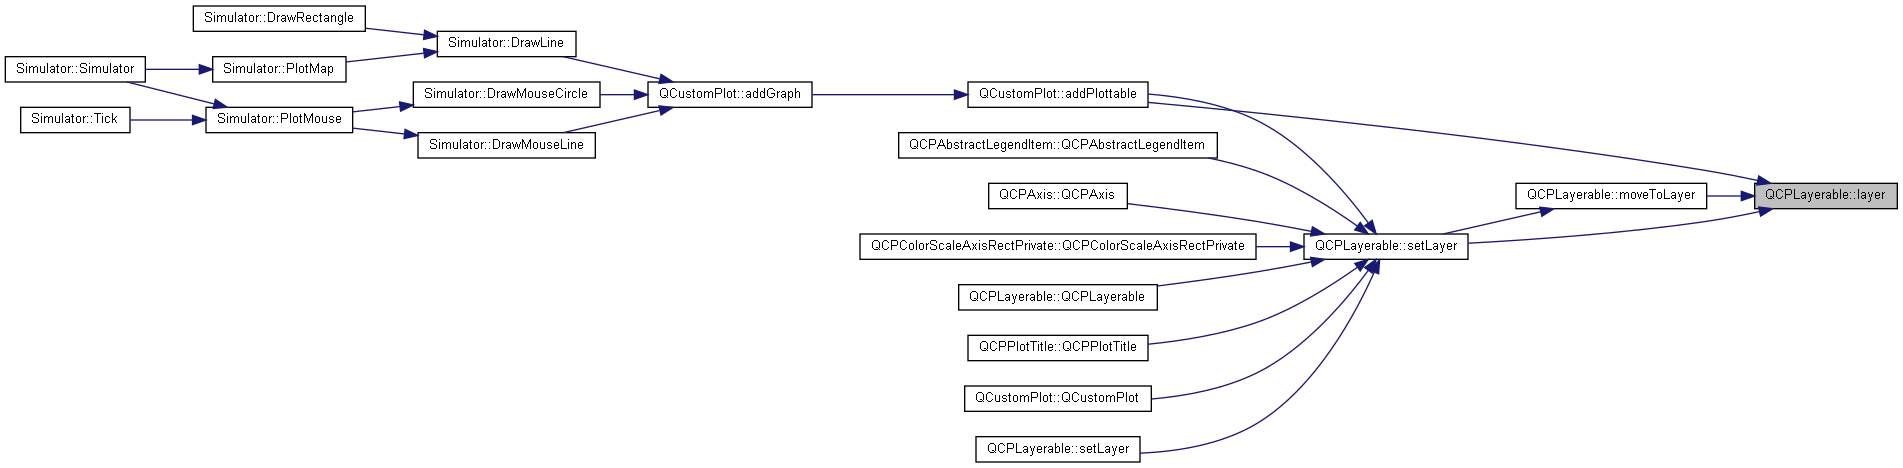 Simulator::DrawRectangle
Simulator::DrawLine
Simulator::Simulator
Simulator::PlotMap
Simulator::DrawMouseCircle
QCustomPlot::addGraph
QCustomPlot::addPlottable
Simulator::Tick
Simulator::PlotMouse
Simulator::DrawMouseLine
QCPAbstractLegendItem::QCPAbstractLegendItem
QCPAxis::QCPAxis
QCPLayerable::moveToLayer
QCPLayerable::layer
QCPColorScaleAxisRectPrivate::QCPColorScaleAxisRectPrivate
QCPLayerable::setLayer
QCPLayerable::QCPLayerable
QCPPlotTitle::QCPPlotTitle
QCustomPlot::QCustomPlot
QCPLayerable::setLayer